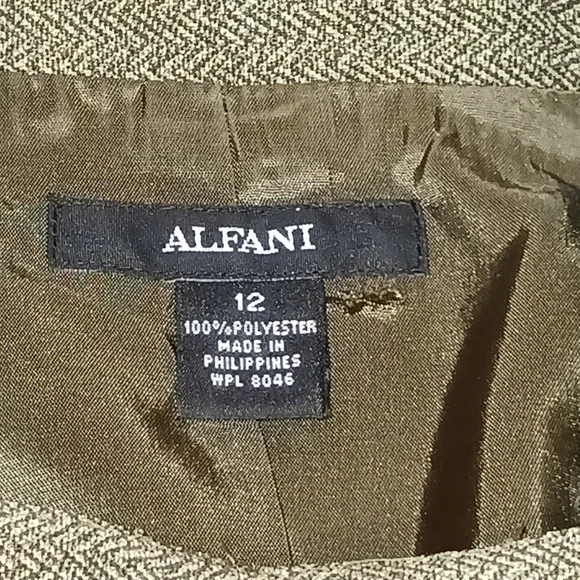 ALFANI
12
100%POLYESTER
MADE IN
PHILIPPINES
WPL 8046